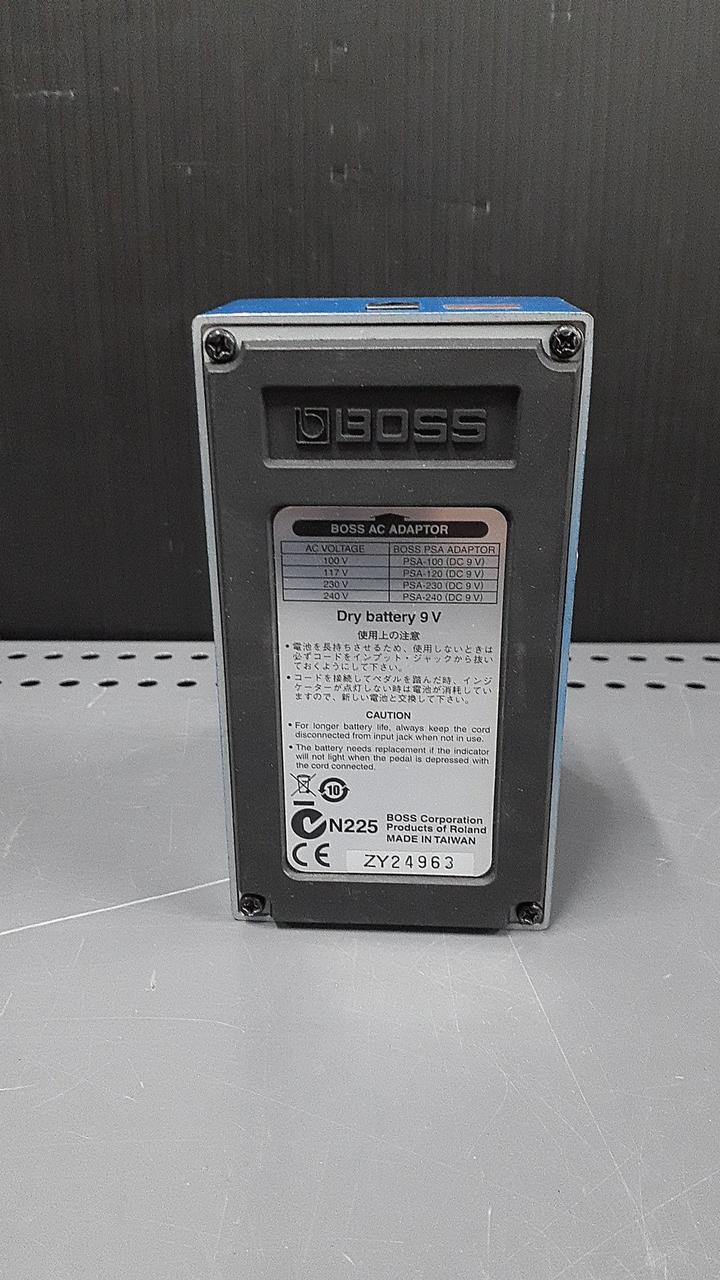 BOSS
BOSS AC ADAPTOR
AC VOLTAGE BOSS PSA ADAPTOR
100 V PSA-100 (DC 9 V)
117 V PSA-120 (DC 9 V)
230 V PSA-230 (DC 9 V)
240 V PSA-240 (DC 9 V)
Dry battery 9 V
使用上の注意
• 電池を長持ちさせるため、使用しないときは
必ずコードをインプット・ジャックから抜い
ておくようにして下さい。
• コードを接続してペダルを踏んだ時、インジ
ケーターが点灯しない時は電池が消耗してい
ますので、新しい電池と交換して下さい。
CAUTION
• For longer battery life, always keep the cord
disconnected from input jack when not in use.
• The battery needs replacement if the indicator
will not light when the pedal is depressed with
the cord connected.
10
N225
BOSS Corporation
Products of Roland
MADE IN TAIWAN
CE
ZY24963